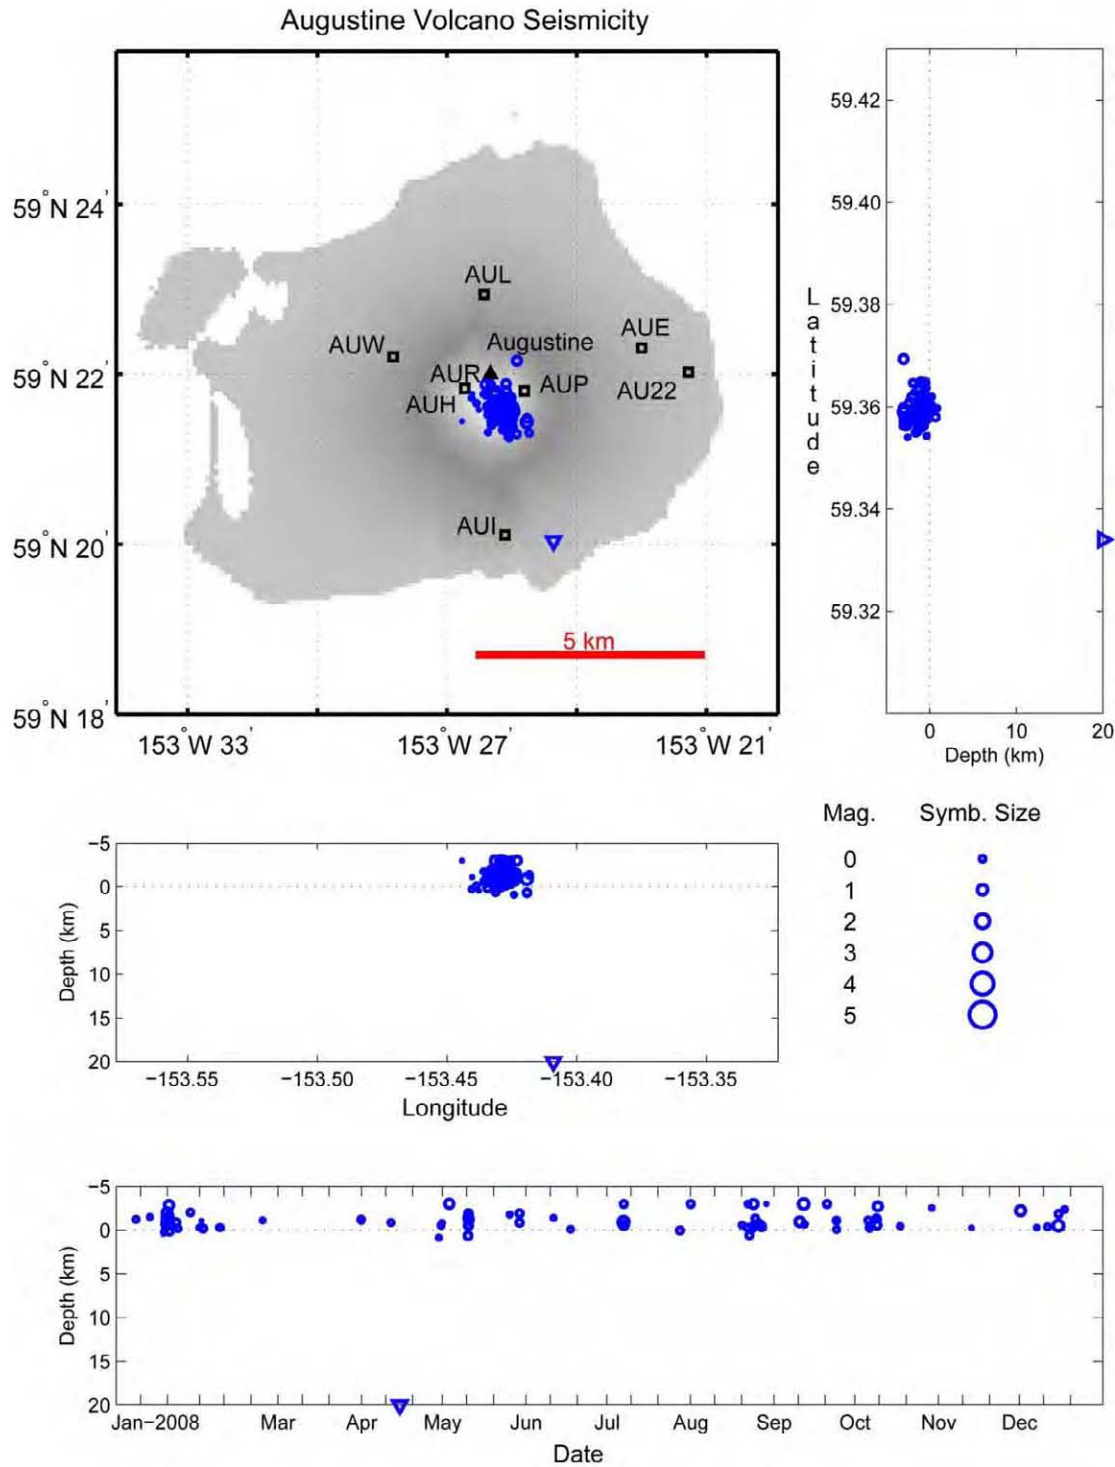 Augustine Volcano Seismicity
59°N 24'
59°N 22'
59°N 20'
59°N 18'
153°W 33'
153°W 27'
153°W 21'
AUL
AUW
Augustine
AUE
AUR
AUP
AU22
AUH
AUI
5 km
59.42
59.40
59.38
59.36
59.34
59.32
Latitude
0
10
20
Depth (km)
Mag.
Symb. Size
0
1
2
3
4
5
−5
0
5
10
15
20
Depth (km)
−153.55
−153.50
−153.45
−153.40
−153.35
Longitude
−5
0
5
10
15
20
Depth (km)
Jan−2008
Mar
Apr
May
Jun
Jul
Aug
Sep
Oct
Nov
Dec
Date